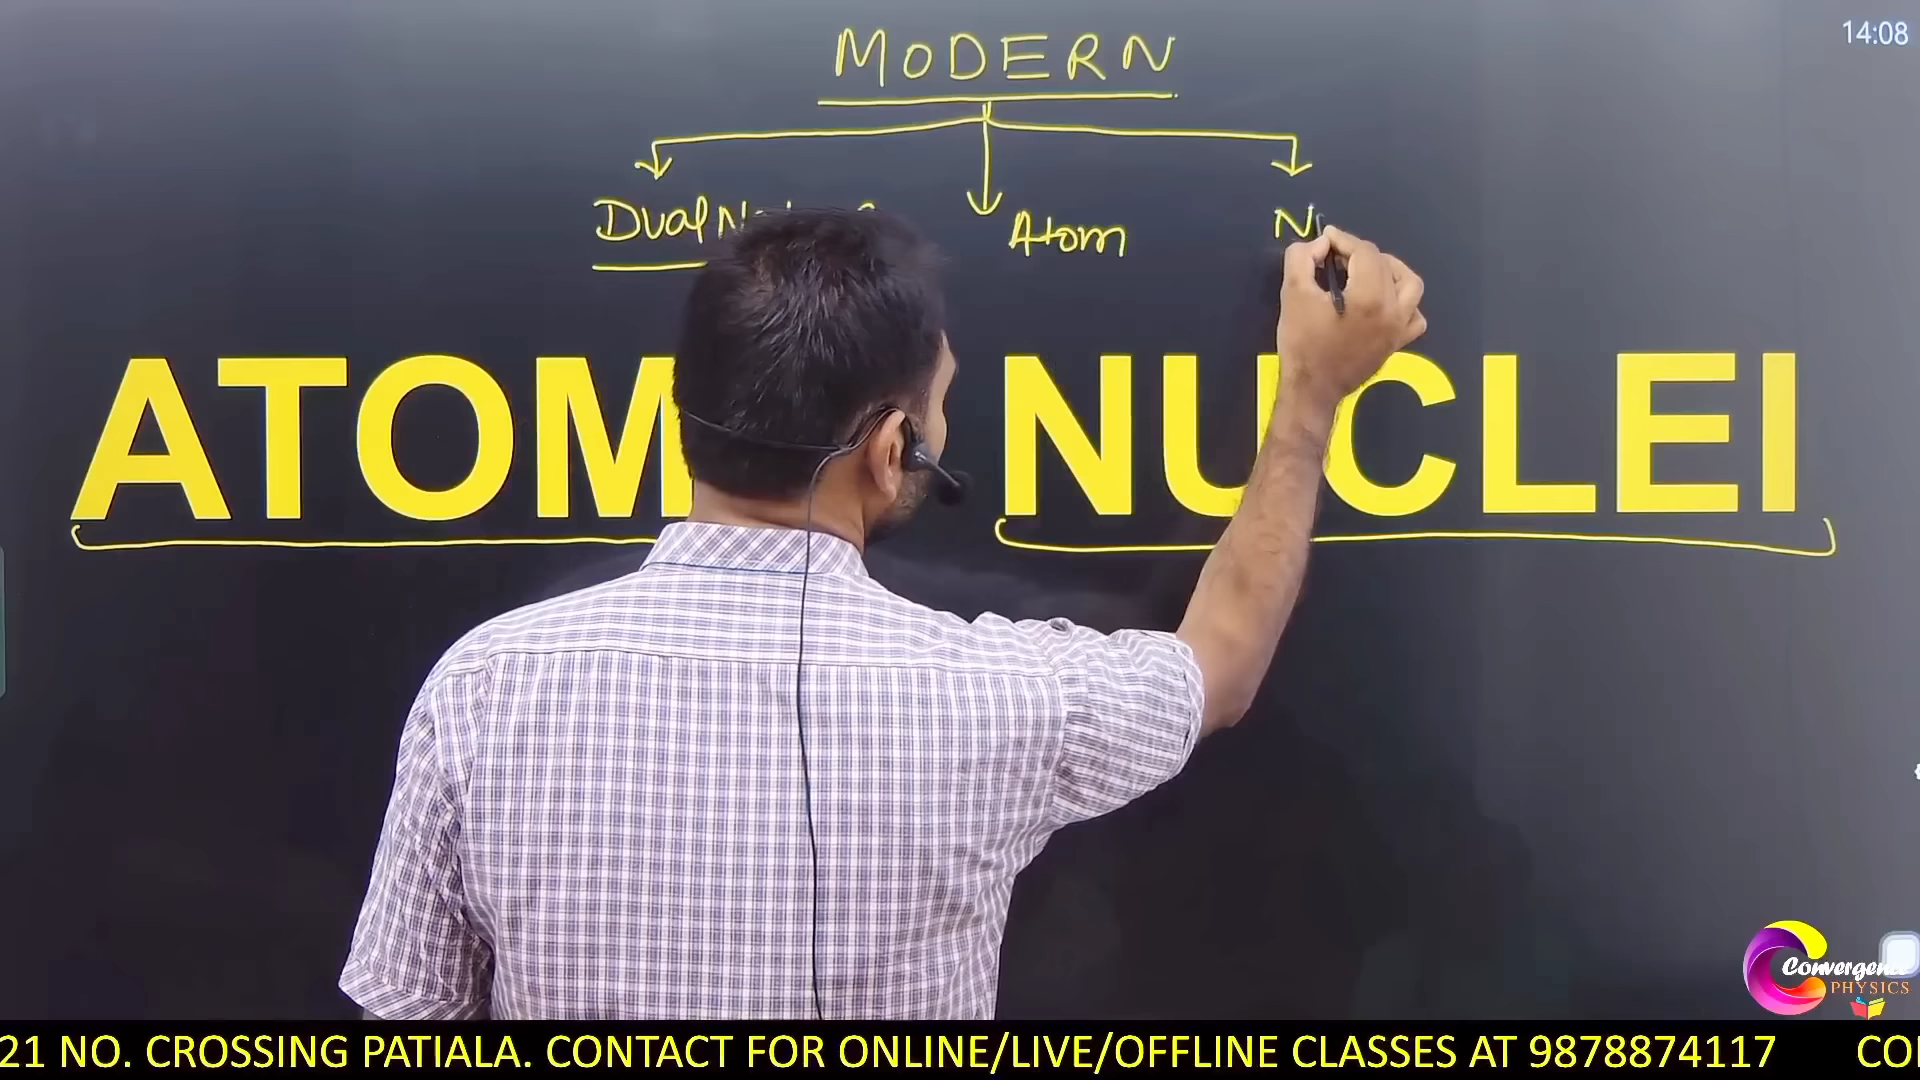 14:08
MODERN
Dual Atom N
ATOM NUCLEI
Convergence
PHYSICS
21 NO. CROSSING PATIALA. CONTACT FOR ONLINE/LIVE/OFFLINE CLASSES AT 9878874117